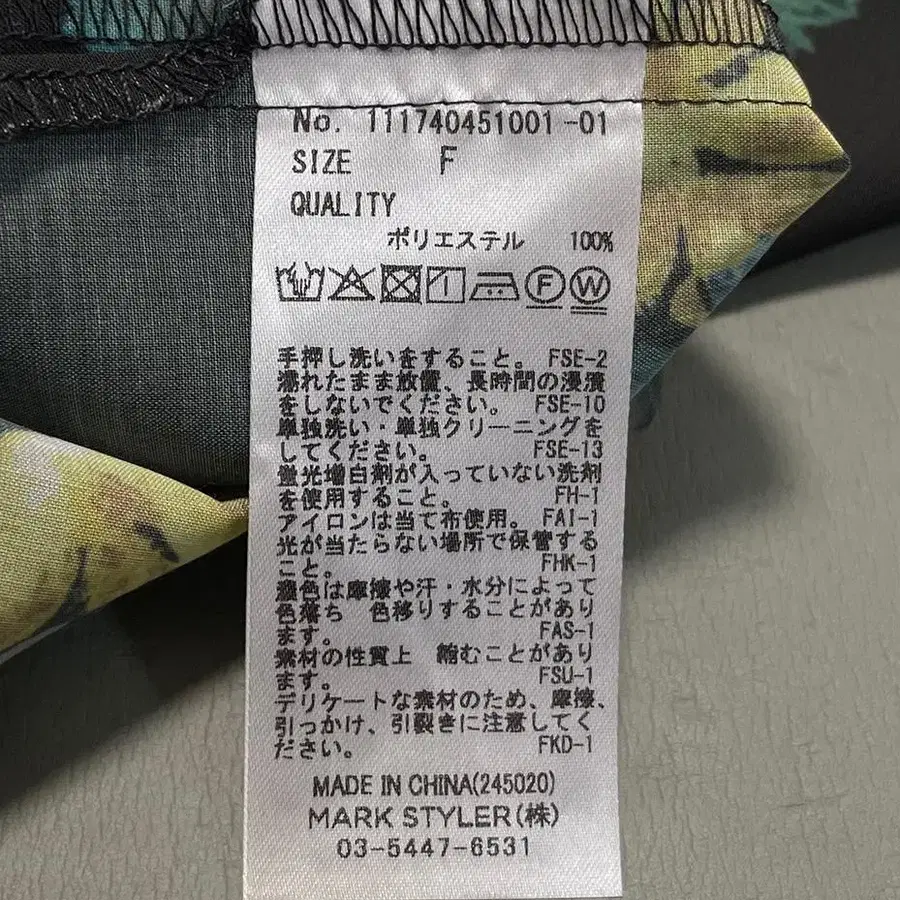 No. 111740451001-01
SIZE F
QUALITY
ポリエステル 100%
F W
手押し洗いをすること。 FSE-2
濡れたまま放置、長時間の浸漬
をしないでください。 FSE-10
単独洗い・単独クリーニングを
してください。 FSE-13
蛍光増白剤が入っていない洗剤
を使用すること。 FH-1
アイロンは当て布使用。 FAI-1
光が当たらない場所で保管する
こと。 FHK-1
濃色は摩擦や汗・水分によって
色落ち 色移りすることがあり
ます。 FAS-1
素材の性質上 縮むことがあり
ます。 FSU-1
デリケートな素材のため、摩擦、
引っかけ、引裂きに注意してく
ださい。 FKD-1
MADE IN CHINA(245020)
MARK STYLER(株)
03-5447-6531